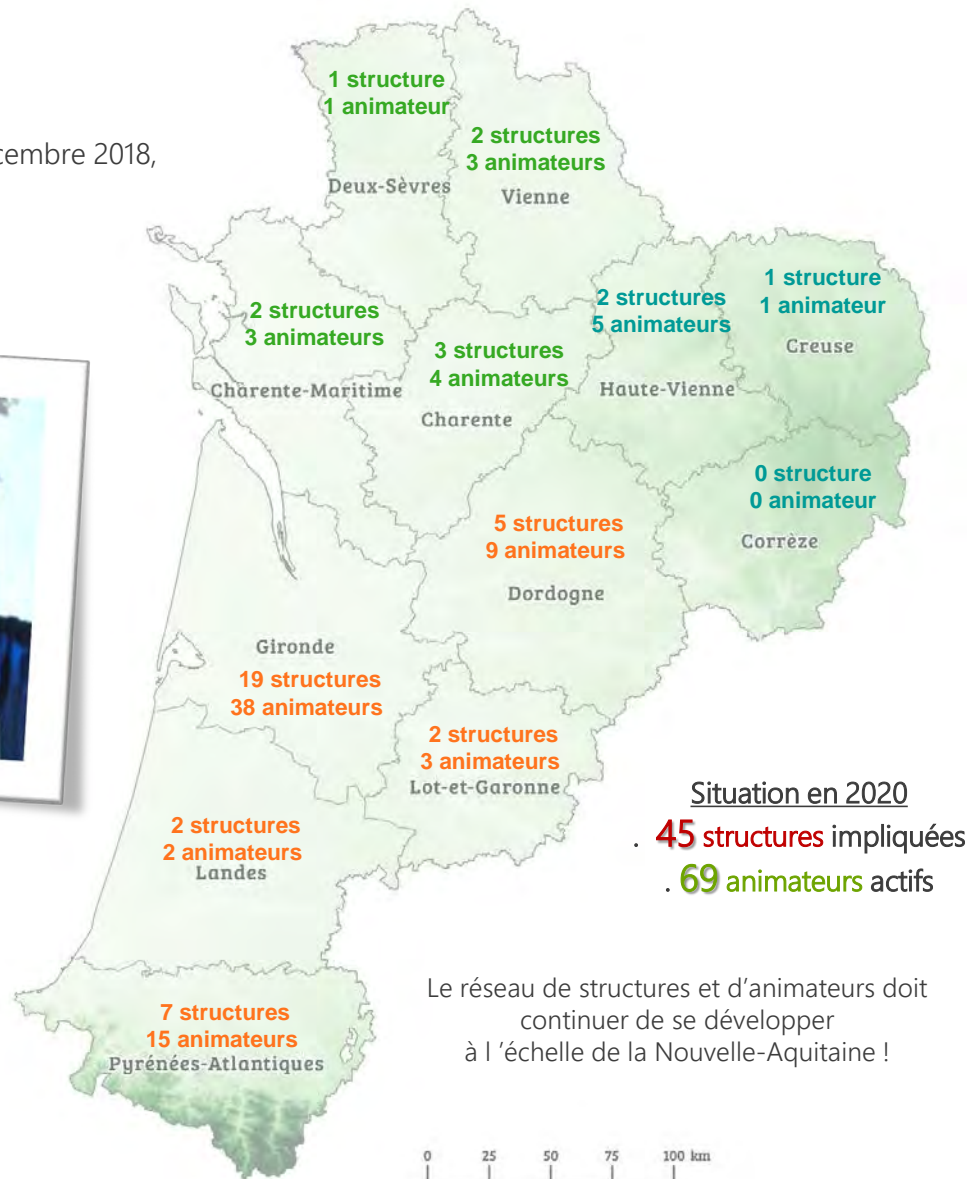 1 structure
1 animateur
cembre 2018,
2 structures
3 animateurs
Deux-Sèvres
Vienne
2 structures
3 animateurs
Charente-Maritime
3 structures
4 animateurs
Charente
2 structures
5 animateurs
Haute-Vienne
1 structure
1 animateur
Creuse
0 structure
0 animateur
Corrèze
5 structures
9 animateurs
Dordogne
Gironde
19 structures
38 animateurs
2 structures
3 animateurs
Lot-et-Garonne
2 structures
2 animateurs
Landes
7 structures
15 animateurs
Pyrénées-Atlantiques
Situation en 2020
. 45 structures impliquées
. 69 animateurs actifs
Le réseau de structures et d’animateurs doit
continuer de se développer
à l ’échelle de la Nouvelle-Aquitaine !
0 25 50 75 100 km